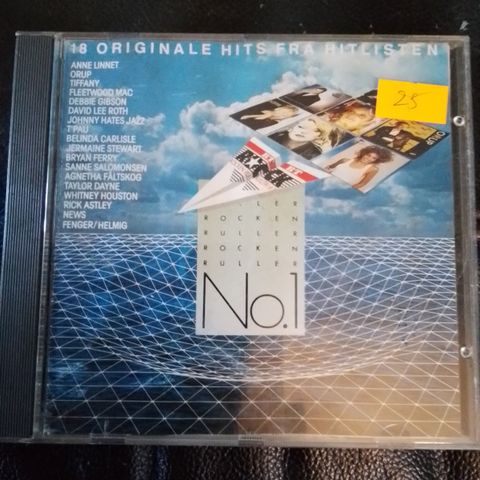 18 ORIGINALE HITS FRA HITLISTEN
ANNE LINNET
ORUP
TIFFANY
FLEETWOOD MAC
DEBBIE GIBSON
DAVID LEE ROTH
JOHNNY HATES JAZZ
T'PAU
BELINDA CARLISLE
JERMAINE STEWART
BRYAN FERRY
SANNE SALOMONSEN
AGNETHA FÄLTSKOG
TAYLOR DAYNE
WHITNEY HOUSTON
RICK ASTLEY
NEWS
FENGER/HELMIG
25
ROCKEN
RULLER
ROCKEN
RULLER
No.1